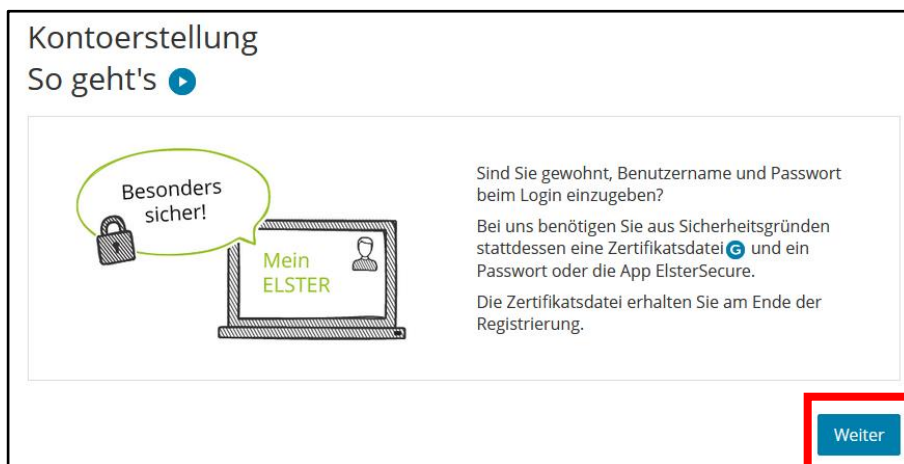 Kontoerstellung
So geht's
Besonders
sicher!
Mein
ELSTER
Sind Sie gewohnt, Benutzername und Passwort
beim Login einzugeben?
Bei uns benötigen Sie aus Sicherheitsgründen
stattdessen eine Zertifikatsdatei G und ein
Passwort oder die App ElsterSecure.
Die Zertifikatsdatei erhalten Sie am Ende der
Registrierung.
Weiter